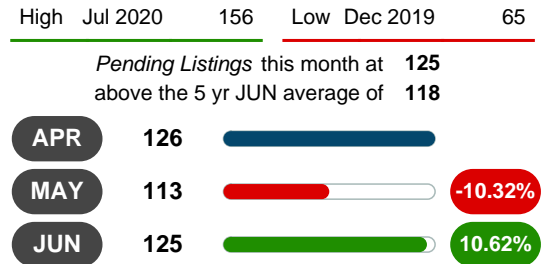 High Jul 2020 156 Low Dec 2019 65
Pending Listings this month at 125
above the 5 yr JUN average of 118
APR 126
MAY 113 -10.32%
JUN 125 10.62%